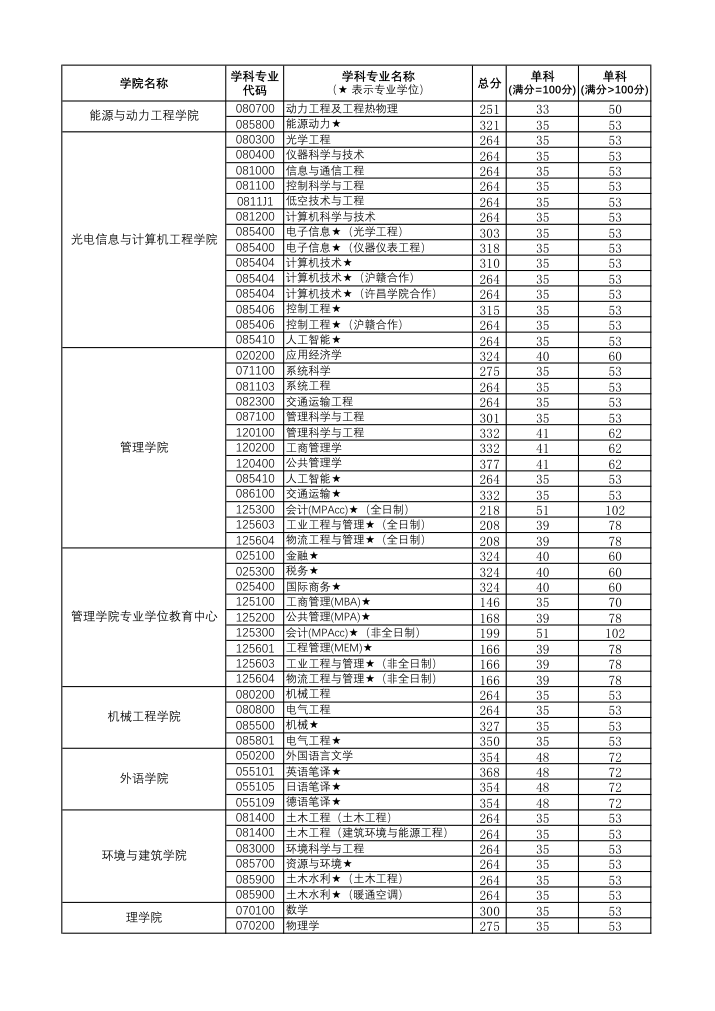 学院名称 学科专业代码 学科专业名称（★ 表示专业学位） 总分 单科(满分=100分) 单科(满分>100分)
能源与动力工程学院
080700 动力工程及工程热物理 251 33 50
085800 能源动力★ 321 35 53
光电信息与计算机工程学院
080300 光学工程 264 35 53
080400 仪器科学与技术 264 35 53
081000 信息与通信工程 264 35 53
081100 控制科学与工程 264 35 53
0811J1 低空技术与工程 264 35 53
081200 计算机科学与技术 264 35 53
085400 电子信息★（光学工程） 303 35 53
085400 电子信息★（仪器仪表工程） 318 35 53
085404 计算机技术★ 310 35 53
085404 计算机技术★（沪赣合作） 264 35 53
085404 计算机技术★（许昌学院合作） 264 35 53
085406 控制工程★ 315 35 53
085406 控制工程★（沪赣合作） 264 35 53
085410 人工智能★ 264 35 53
管理学院
020200 应用经济学 324 40 60
071100 系统科学 275 35 53
081103 系统工程 264 35 53
082300 交通运输工程 264 35 53
087100 管理科学与工程 301 35 53
120100 管理科学与工程 332 41 62
120200 工商管理学 332 41 62
120400 公共管理学 377 41 62
085410 人工智能★ 264 35 53
086100 交通运输★ 332 35 53
125300 会计(MPAcc)★（全日制） 218 51 102
125603 工业工程与管理★（全日制） 208 39 78
125604 物流工程与管理★（全日制） 208 39 78
管理学院专业学位教育中心
025100 金融★ 324 40 60
025300 税务★ 324 40 60
025400 国际商务★ 324 40 60
125100 工商管理(MBA)★ 146 35 70
125200 公共管理(MPA)★ 168 39 78
125300 会计(MPAcc)★（非全日制） 199 51 102
125601 工程管理(MEM)★ 166 39 78
125603 工业工程与管理★（非全日制） 166 39 78
125604 物流工程与管理★（非全日制） 166 39 78
机械工程学院
080200 机械工程 264 35 53
080800 电气工程 264 35 53
085500 机械★ 327 35 53
085801 电气工程★ 350 35 53
外语学院
050200 外国语言文学 354 48 72
055101 英语笔译★ 368 48 72
055105 日语笔译★ 354 48 72
055109 德语笔译★ 354 48 72
环境与建筑学院
081400 土木工程（土木工程） 264 35 53
081400 土木工程（建筑环境与能源工程） 264 35 53
083000 环境科学与工程 264 35 53
085700 资源与环境★ 264 35 53
085900 土木水利★（土木工程） 264 35 53
085900 土木水利★（暖通空调） 264 35 53
理学院
070100 数学 300 35 53
070200 物理学 275 35 53